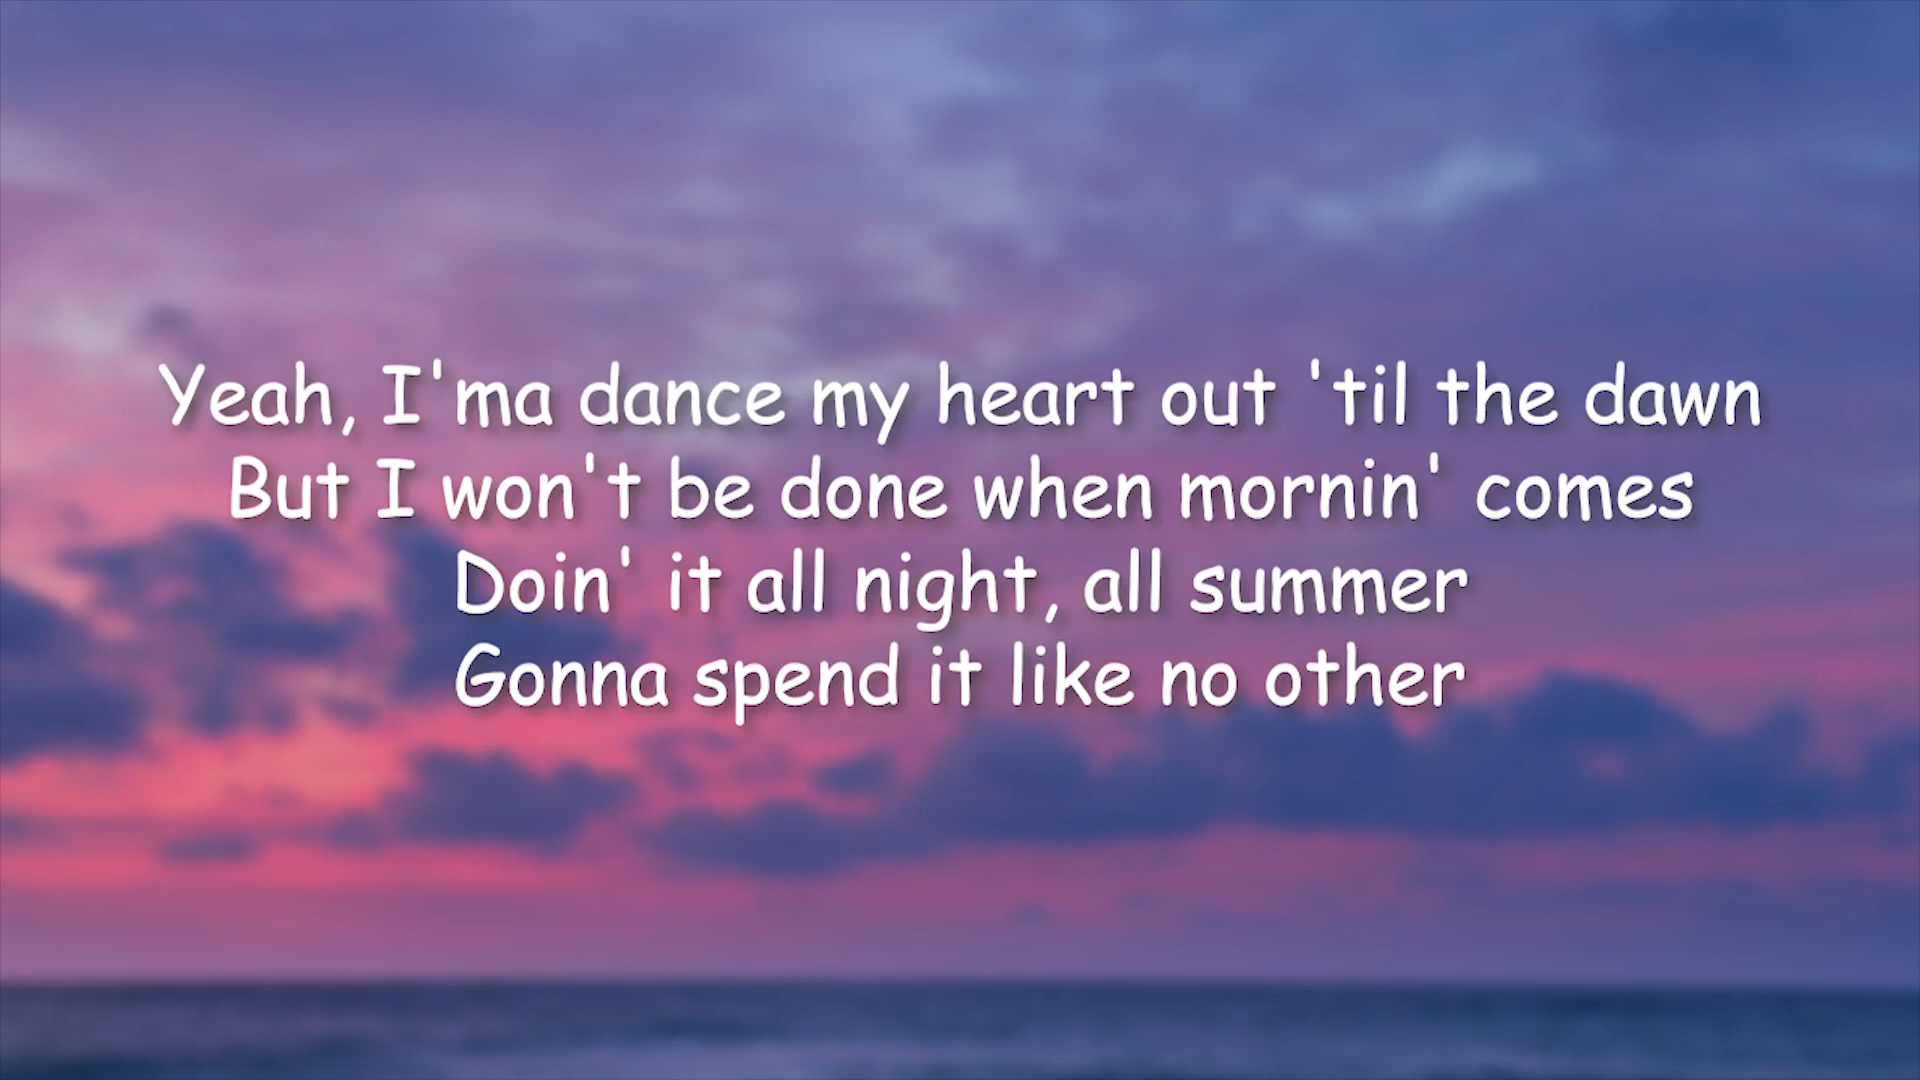 Yeah, I'ma dance my heart out 'til the dawn
But I won't be done when mornin' comes
Doin' it all night, all summer
Gonna spend it like no other